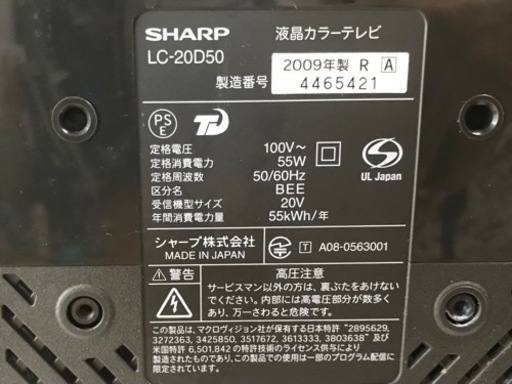 SHARP 液晶カラーテレビ
LC-20D50
製造番号 2009年製 R A
4465421
PS E TD
定格電圧 100V～
定格消費電力 55W
定格周波数 50/60Hz
区分名 BEE
受信機型サイズ 20V
年間消費電力量 55kWh/年
S
UL Japan
シャープ株式会社
MADE IN JAPAN
T A08-0563001
⚠警告 高圧注意
サービスマン以外の方は、裏ぶたをあけない
でください。内部には高電圧部分が数多く
あり、万一さわると危険です。
この製品は、マクロヴィジョン社が保有する日本特許 "2895629,
3272363, 3425850, 3517672, 3613333, 3803638" 及び
米国特許 6,501,842 の特許技術のライセンス供与により
製造されたものであり、この製品の使用は一部のプログラム配信に
限定されています。